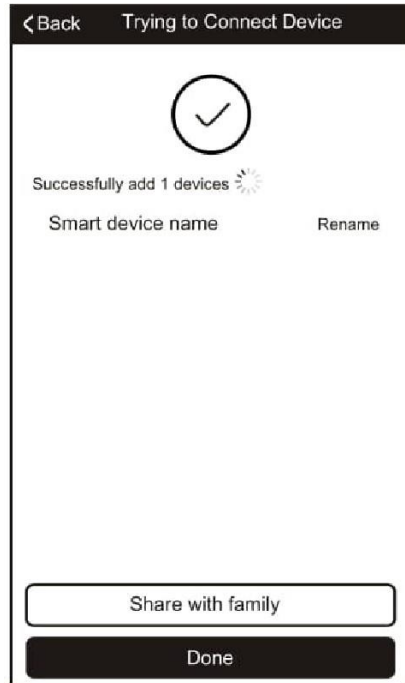 Back Trying to Connect Device
Successfully add 1 devices
Smart device name Rename
Share with family
Done